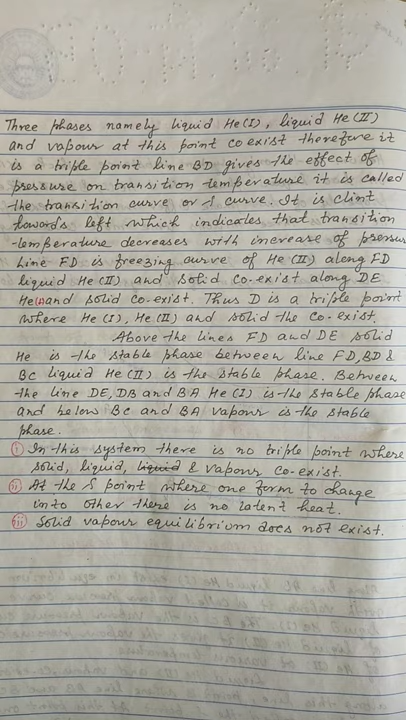 Three phases namely liquid He(I), liquid He(II)
and vapour at this point co exist therefore it
is a triple point line BD gives the effect of
pressure on transition temperature it is called
the transition curve or λ curve. It is clint
towords left which indicates that transition
-temperature decreases with increase of pressur
Line FD is freezing curve of He(II) along FD
liquid He(II) and solid co-exist along DE
He(I) and solid co-exist. Thus D is a triple point
where He(I), He(II) and solid the co-exist.
Above the lines FD and DE solid
He is the stable phase between line FD, BD &
BC liquid He(II) is the stable phase. Between
the line DE, DB and BA He(I) is the stable phase
and below BC and BA vapour is the stable
phase.
(i) In this system there is no triple point where
solid, liquid, liquid & vapour co-exist.
(ii) At the λ point where one form to change
into other there is no latent heat.
(iii) Solid vapour equilibrium does not exist.